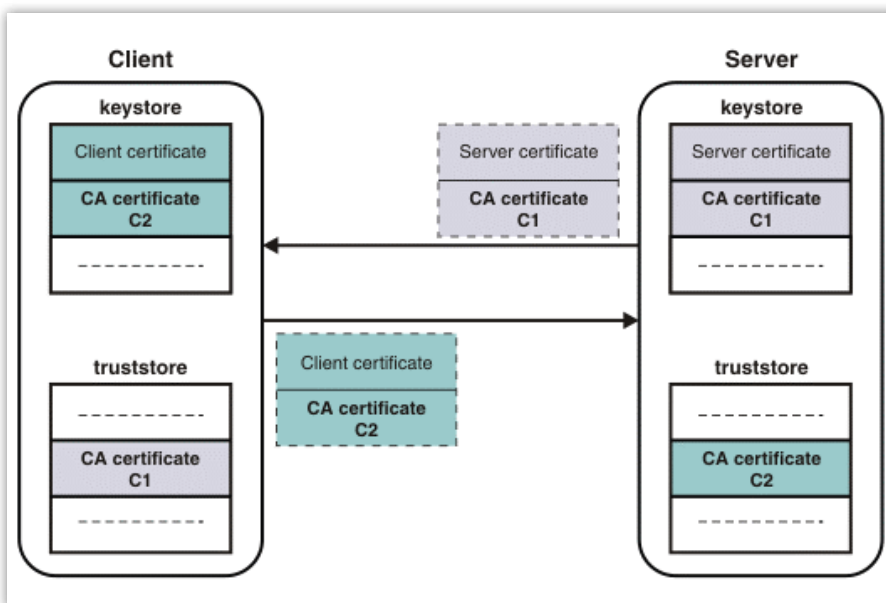 Client
keystore
Client certificate
CA certificate
C2
truststore
CA certificate
C1
Server certificate
CA certificate
C1
Client certificate
CA certificate
C2
Server
keystore
Server certificate
CA certificate
C1
truststore
CA certificate
C2